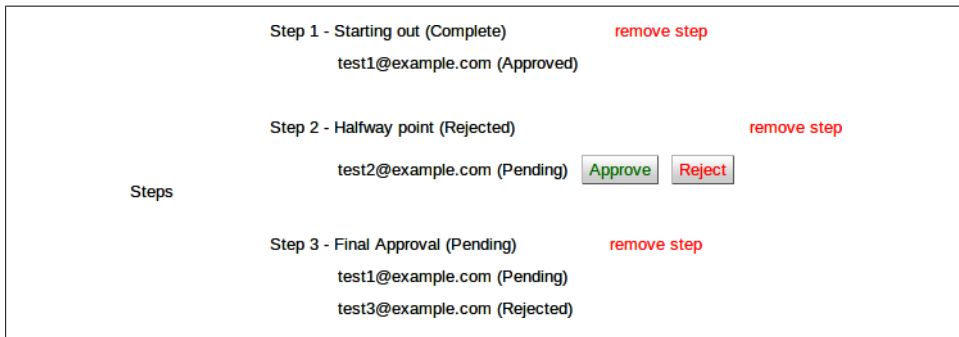 Step 1 - Starting out (Complete) remove step
test1@example.com (Approved)
Step 2 - Halfway point (Rejected) remove step
test2@example.com (Pending) Approve Reject
Steps
Step 3 - Final Approval (Pending) remove step
test1@example.com (Pending)
test3@example.com (Rejected)